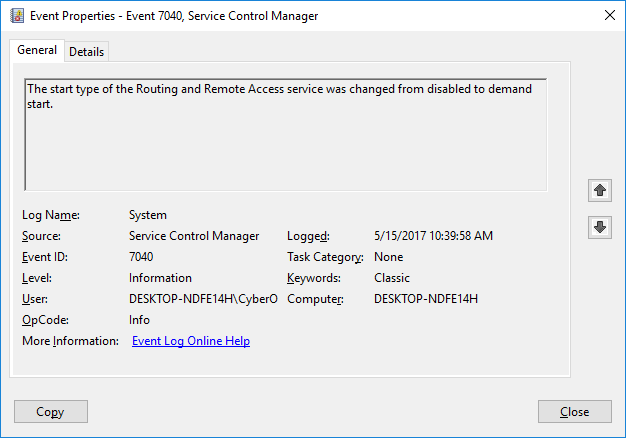 Event Properties - Event 7040, Service Control Manager
General Details
The start type of the Routing and Remote Access service was changed from disabled to demand
start.
Log Name: System
Source: Service Control Manager Logged: 5/15/2017 10:39:58 AM
Event ID: 7040 Task Category: None
Level: Information Keywords: Classic
User: DESKTOP-NDFE14H\CyberO Computer: DESKTOP-NDFE14H
OpCode: Info
More Information: Event Log Online Help
Copy Close